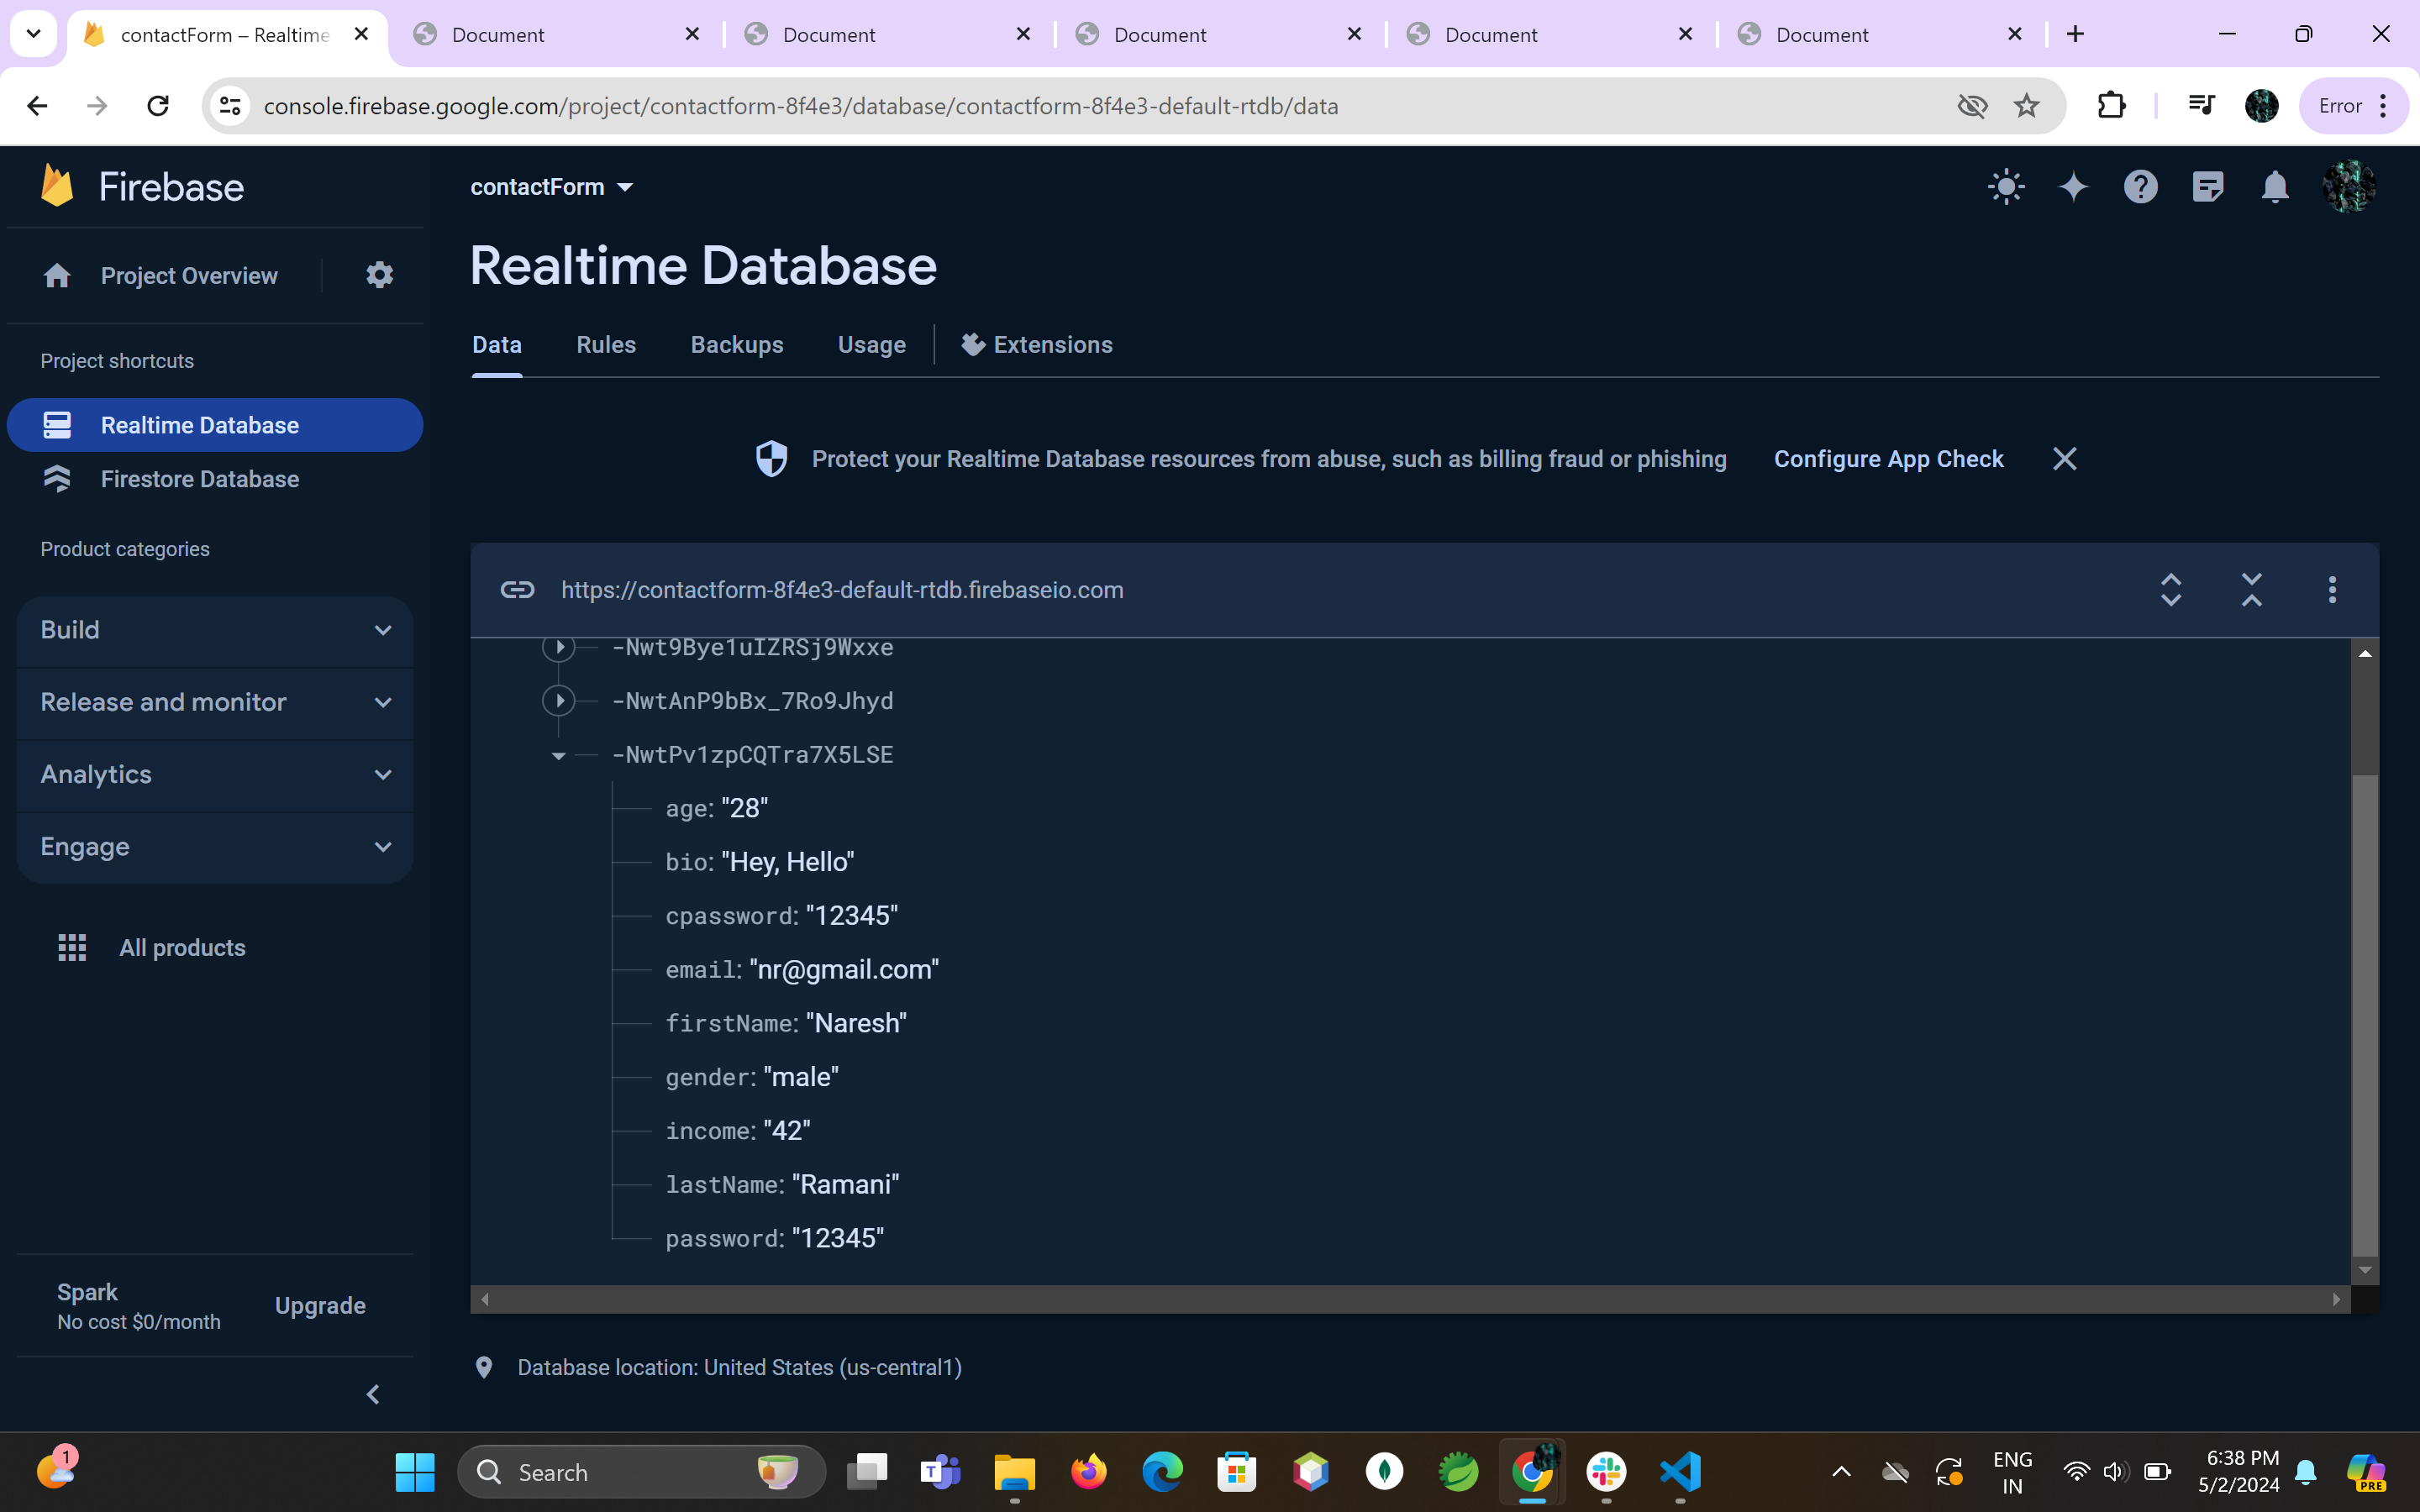 contactForm – Realtime
Document
Document
Document
Document
Document
console.firebase.google.com/project/contactform-8f4e3/database/contactform-8f4e3-default-rtdb/data
Error
Firebase
contactForm
Project Overview
Realtime Database
Data
Rules
Backups
Usage
Extensions
Project shortcuts
Realtime Database
Firestore Database
Protect your Realtime Database resources from abuse, such as billing fraud or phishing
Configure App Check
Product categories
Build
Release and monitor
Analytics
Engage
All products
https://contactform-8f4e3-default-rtdb.firebaseio.com
-Nwt9Bye1uIZRSj9Wxxe
-NwtAnP9bBx_7Ro9Jhyd
-NwtPv1zpCQTra7X5LSE
age: "28"
bio: "Hey, Hello"
cpassword: "12345"
email: "nr@gmail.com"
firstName: "Naresh"
gender: "male"
income: "42"
lastName: "Ramani"
password: "12345"
Spark
No cost $0/month
Upgrade
Database location: United States (us-central1)
1
Search
T
ENG
IN
6:38 PM
5/2/2024
PRE